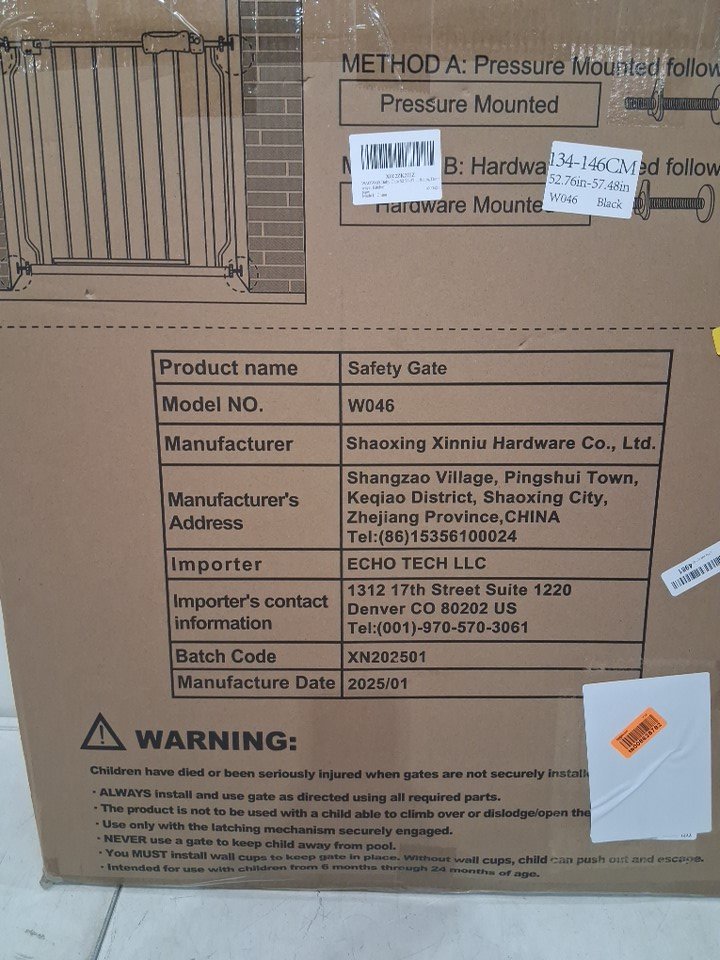 METHOD A: Pressure Mounted follow
Pressure Mounted
B: Hardwa
ed follow
Hardware Mounte
134-146CM
52.76in-57.48in
W046 Black
Product name Safety Gate
Model NO. W046
Manufacturer Shaoxing Xinniu Hardware Co., Ltd.
Manufacturer's Address
Shangzao Village, Pingshui Town,
Keqiao District, Shaoxing City,
Zhejiang Province,CHINA
Tel:(86)15356100024
Importer ECHO TECH LLC
Importer's contact information
1312 17th Street Suite 1220
Denver CO 80202 US
Tel:(001)-970-570-3061
Batch Code XN202501
Manufacture Date 2025/01
WARNING:
Children have died or been seriously injured when gates are not securely install
· ALWAYS install and use gate as directed using all required parts.
· The product is not to be used with a child able to climb over or dislodge/open the
· Use only with the latching mechanism securely engaged.
· NEVER use a gate to keep child away from pool.
· You MUST install wall cups to keep gate in place. Without wall cups, child can push out and escape.
· Intended for use with children from 6 months through 24 months of age.